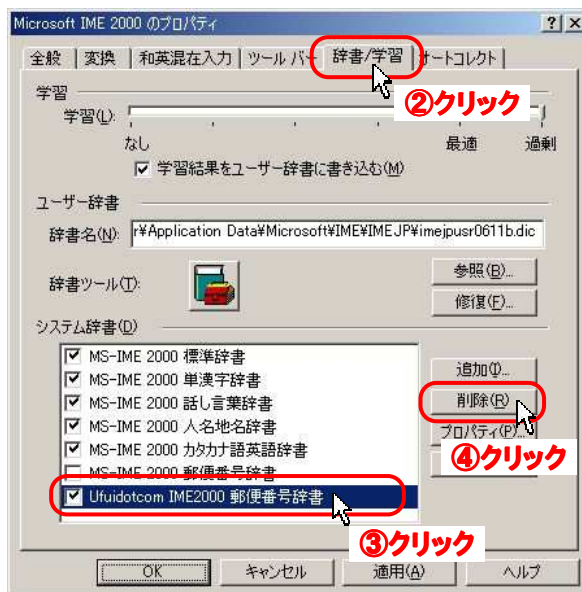 Microsoft IME 2000 のプロパティ
? ×
全般 変換 和英混在入力 ツール バー 辞書/学習 オートコレクト
②クリック
学習
学習(L):
なし 最適 過剰
学習結果をユーザー辞書に書き込む(M)
ユーザー辞書
辞書名(N): r¥Application Data¥Microsoft¥IME¥IMEJP¥imejpusr0611b.dic
辞書ツール(T):
参照(B)...
修復(F)...
システム辞書(D)
MS-IME 2000 標準辞書
MS-IME 2000 単漢字辞書
MS-IME 2000 話し言葉辞書
MS-IME 2000 人名地名辞書
MS-IME 2000 カタカナ語英語辞書
MS-IME 2000 郵便番号辞書
Ufuidotcom IME2000 郵便番号辞書
追加(I)...
削除(R)
プロパティ(P)...
④クリック
③クリック
OK キャンセル 適用(A) ヘルプ